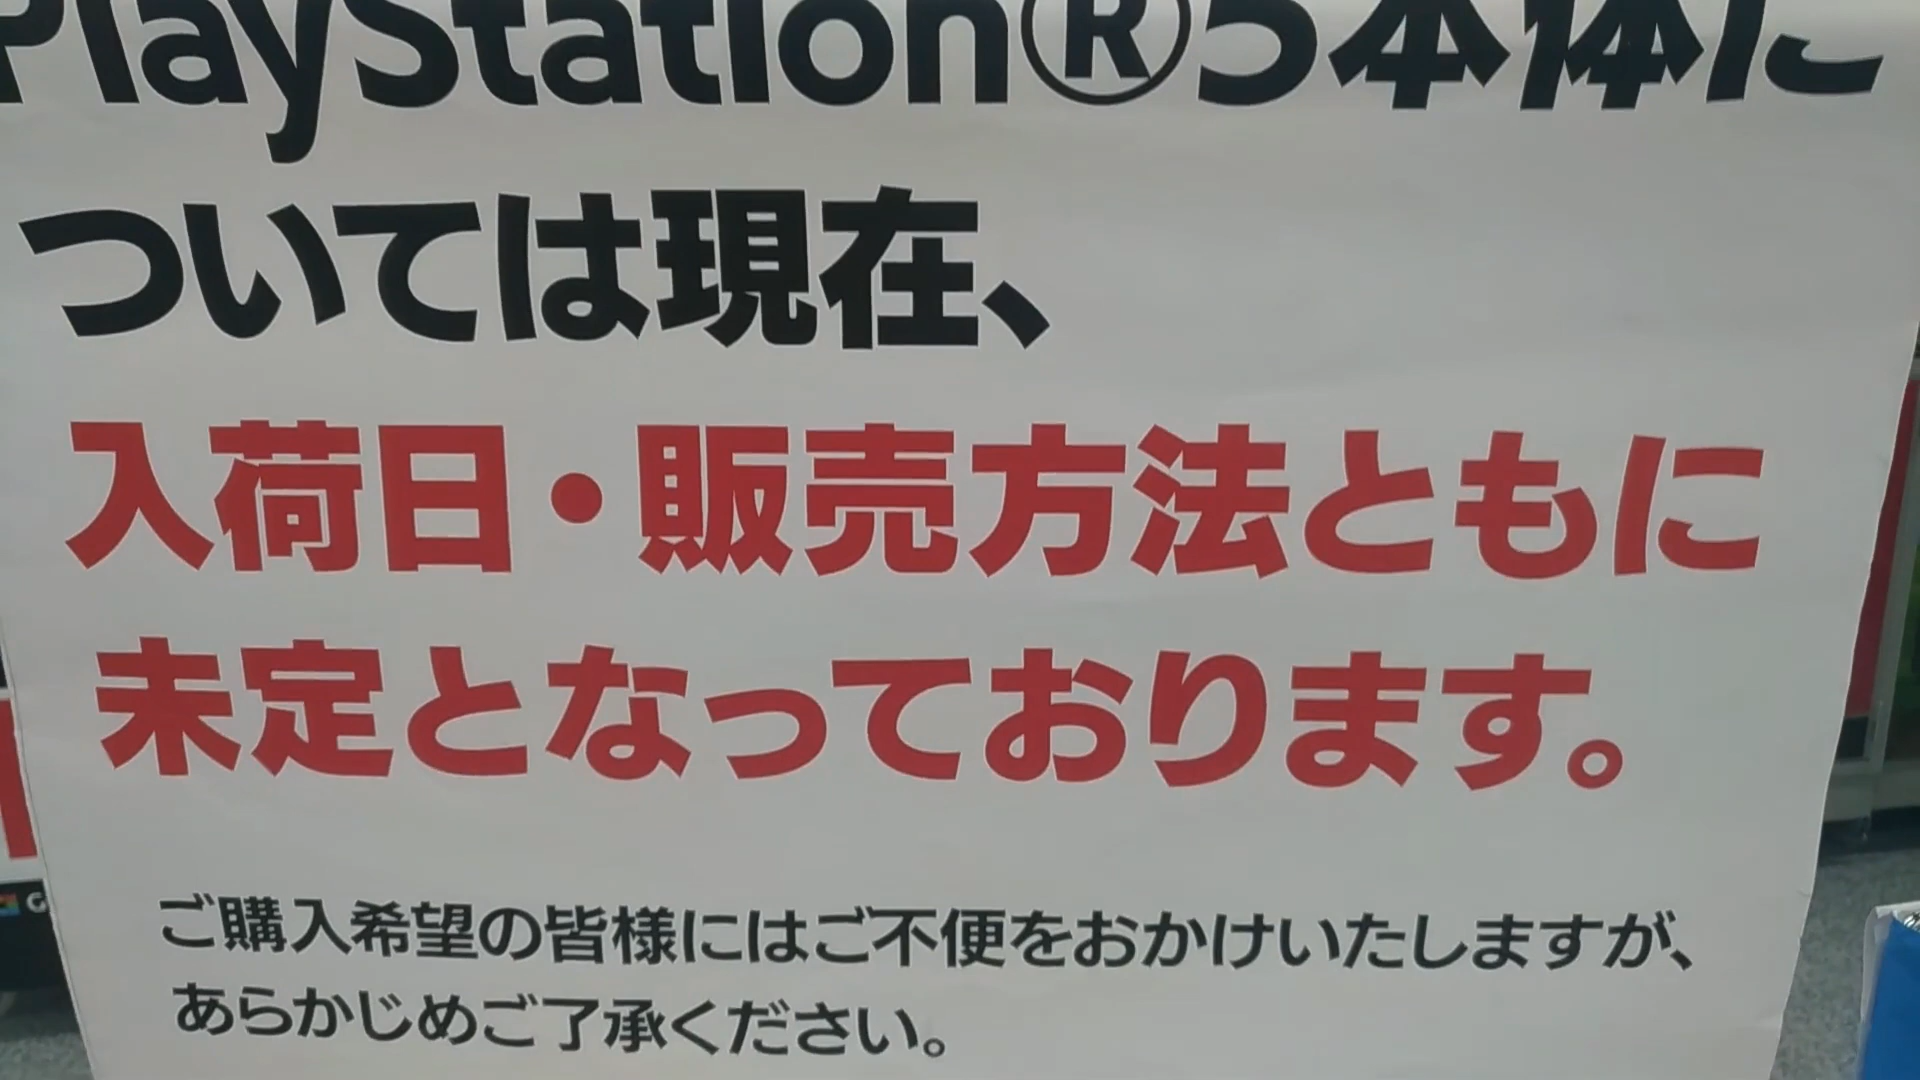 PlayStation®5本体に
ついては現在、
入荷日・販売方法ともに
未定となっております。
ご購入希望の皆様にはご不便をおかけいたしますが、
あらかじめご了承ください。